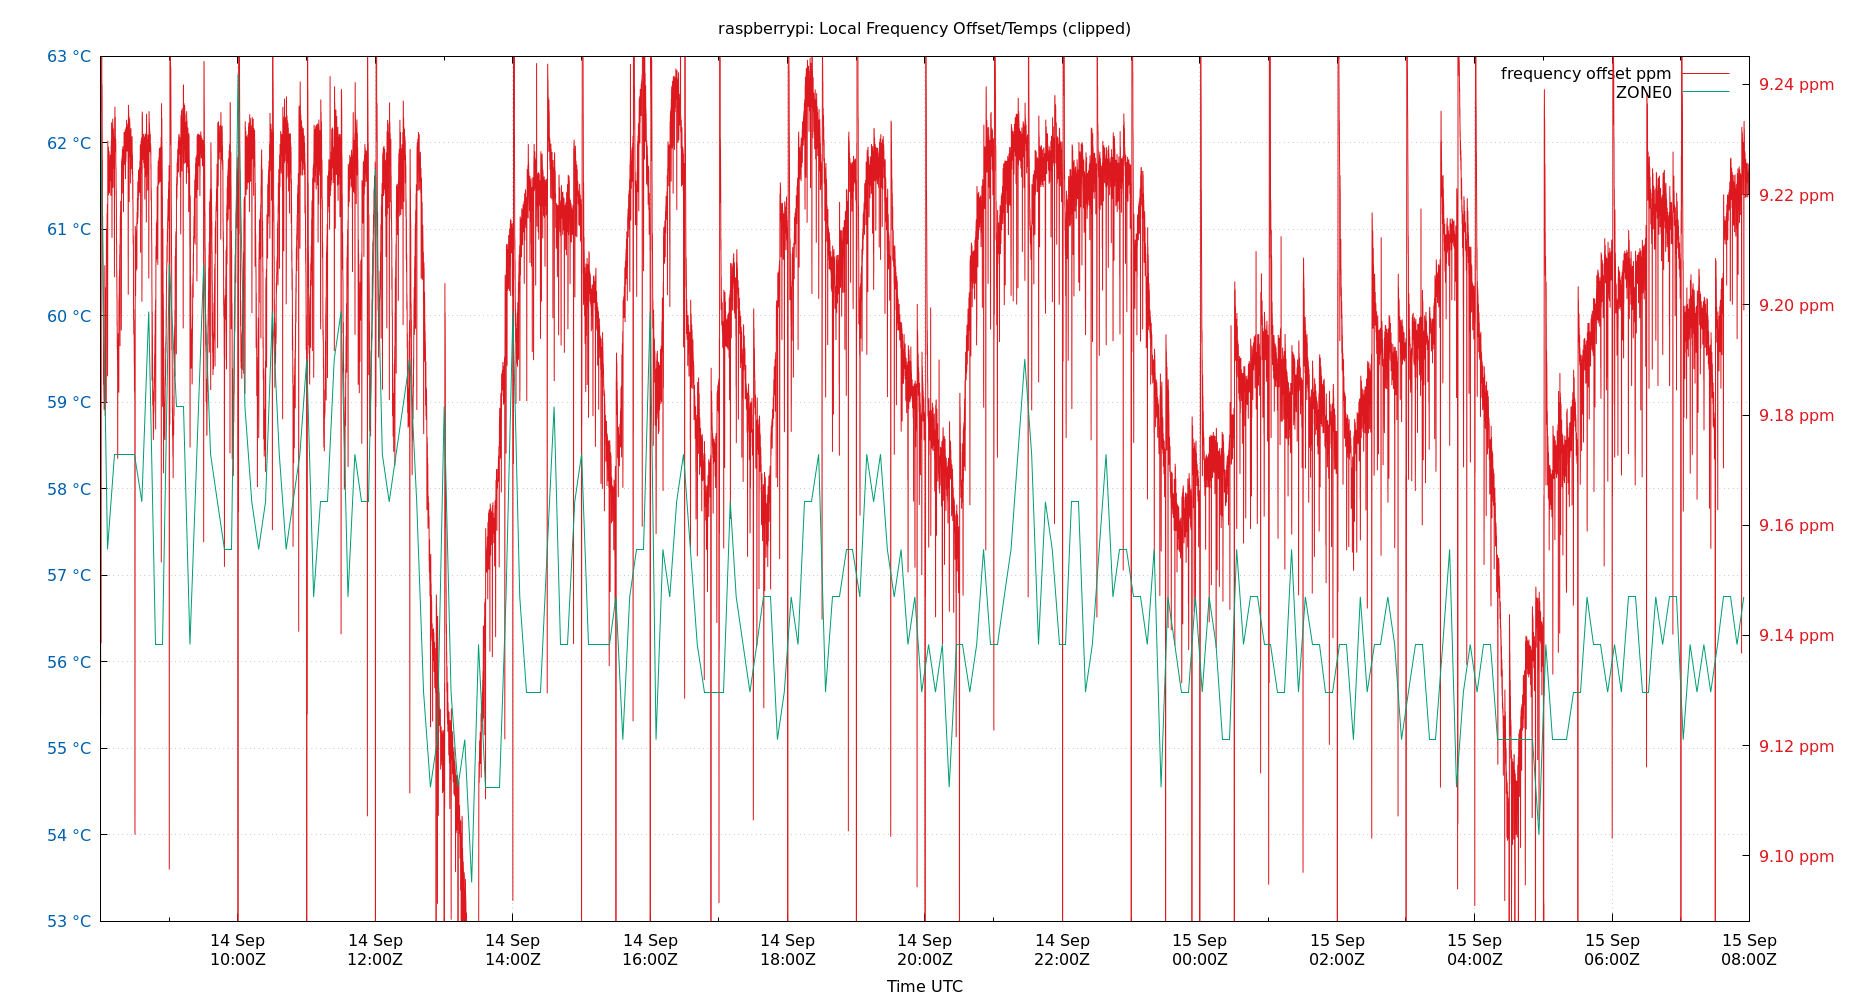 raspberrypi: Local Frequency Offset/Temps (clipped)
63 °C
62 °C
61 °C
60 °C
59 °C
58 °C
57 °C
56 °C
55 °C
54 °C
53 °C
frequency offset ppm
ZONE0
9.24 ppm
9.22 ppm
9.20 ppm
9.18 ppm
9.16 ppm
9.14 ppm
9.12 ppm
9.10 ppm
14 Sep 14 Sep 14 Sep 14 Sep 14 Sep 14 Sep 14 Sep 15 Sep 15 Sep 15 Sep 15 Sep 15 Sep
10:00Z 12:00Z 14:00Z 16:00Z 18:00Z 20:00Z 22:00Z 00:00Z 02:00Z 04:00Z 06:00Z 08:00Z
Time UTC